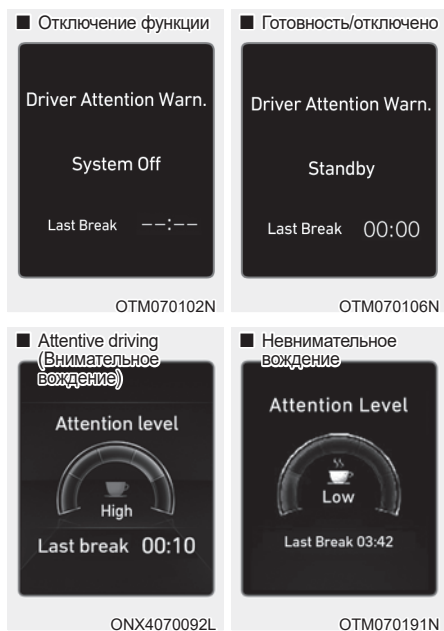 ■ Отключение функции
Driver Attention Warn.
System Off
Last Break --:--
OTM070102N
■ Готовность/отключено
Driver Attention Warn.
Standby
Last Break 00:00
OTM070106N
■ Attentive driving
(Внимательное
вождение)
Attention level
High
Last break 00:10
ONX4070092L
■ Невнимательное
вождение
Attention Level
Low
Last Break 03:42
OTM070191N